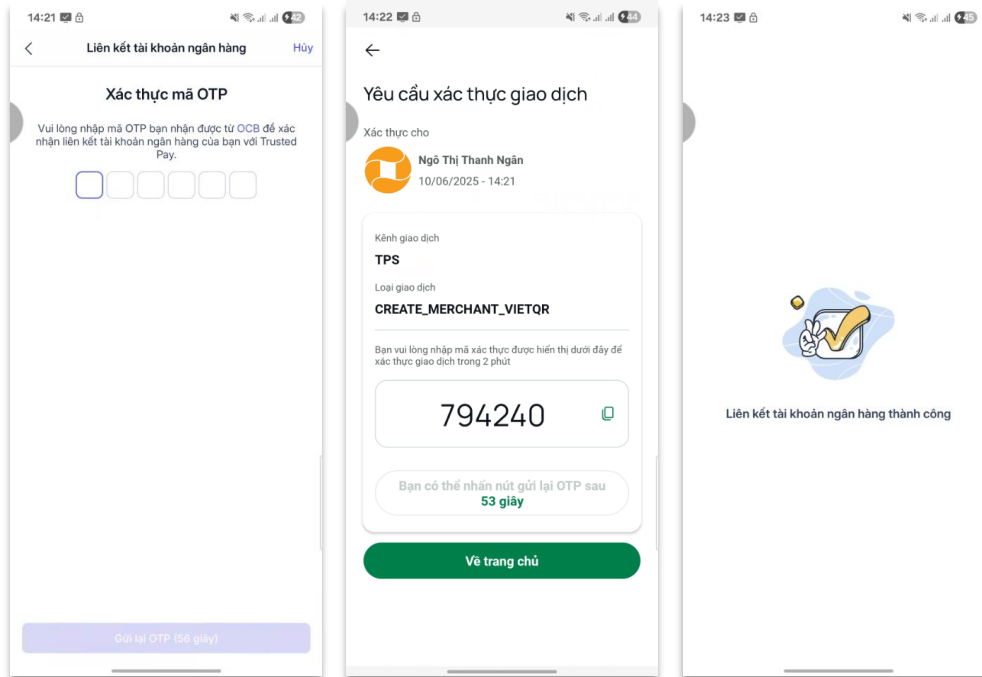 14:21
42
Liên kết tài khoản ngân hàng
Hủy
Xác thực mã OTP
Vui lòng nhập mã OTP bạn nhận được từ OCB để xác
nhận liên kết tài khoản ngân hàng của bạn với Trusted
Pay.
Gửi lại OTP (56 giây)
14:22
44
Yêu cầu xác thực giao dịch
Xác thực cho
Ngô Thị Thanh Ngân
10/06/2025 - 14:21
Kênh giao dịch
TPS
Loại giao dịch
CREATE_MERCHANT_VIETQR
Bạn vui lòng nhập mã xác thực được hiển thị dưới đây để
xác thực giao dịch trong 2 phút
794240
Bạn có thể nhấn nút gửi lại OTP sau
53 giây
Về trang chủ
14:23
45
Liên kết tài khoản ngân hàng thành công